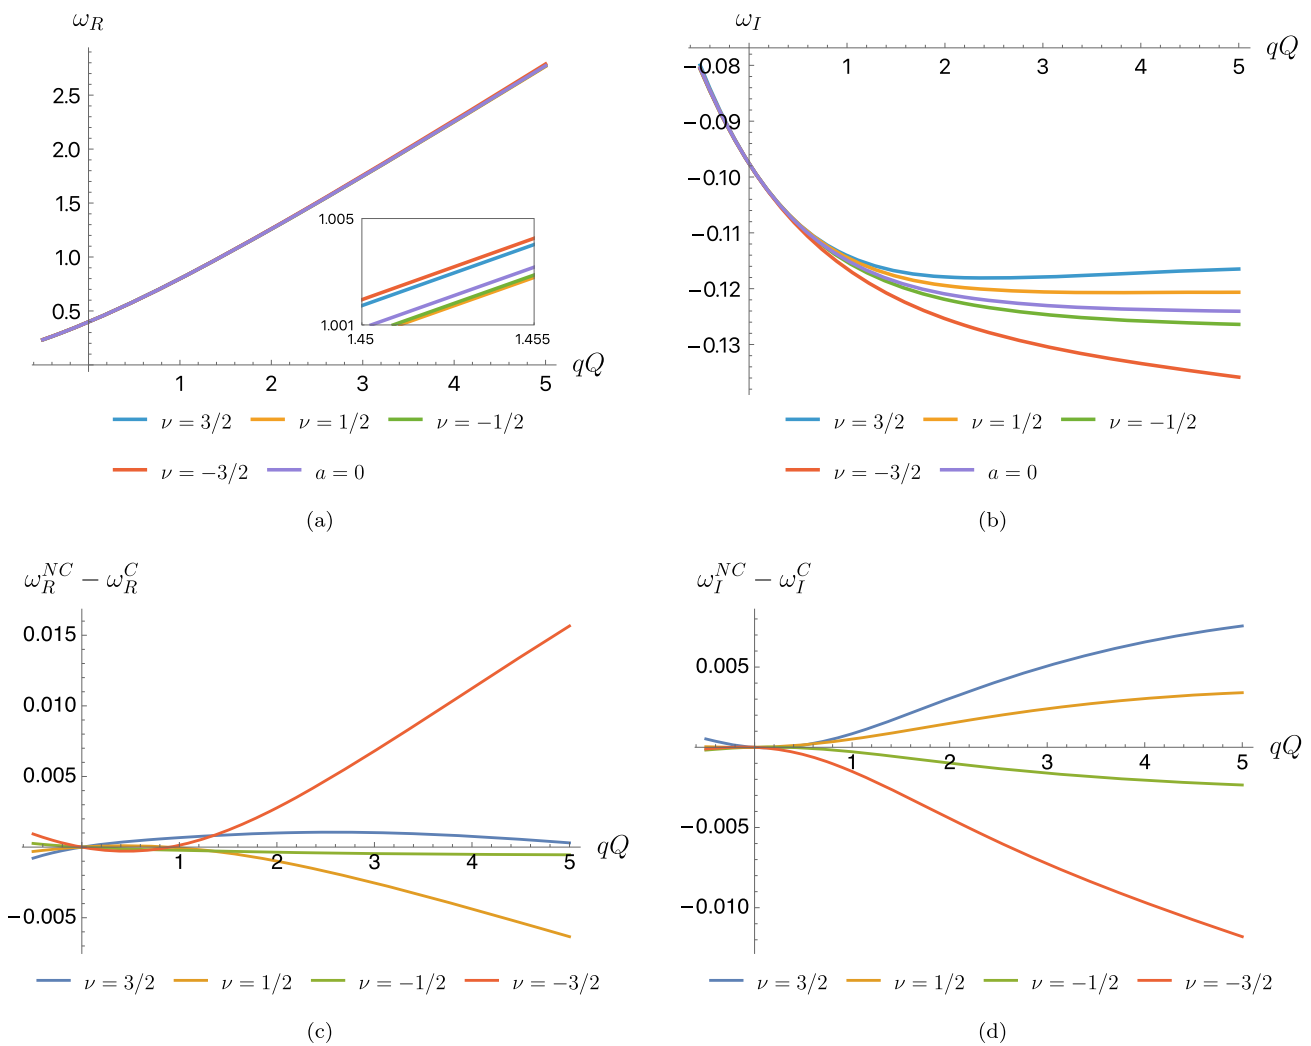 ω_R
2.5
2.0
1.5
1.0
0.5
1.005
1.001
1.45 1.455
1 2 3 4 5 qQ
ν = 3/2 ν = 1/2 ν = −1/2
ν = −3/2 a = 0
(a)
ω_I
qQ
1 2 3 4 5
−0.08
−0.09
−0.10
−0.11
−0.12
−0.13
ν = 3/2 ν = 1/2 ν = −1/2
ν = −3/2 a = 0
(b)
ω_R^{NC} − ω_R^C
0.015
0.010
0.005
1 2 3 4 5 qQ
−0.005
ν = 3/2 ν = 1/2 ν = −1/2 ν = −3/2
(c)
ω_I^{NC} − ω_I^C
0.005
1 2 3 4 5 qQ
−0.005
−0.010
ν = 3/2 ν = 1/2 ν = −1/2 ν = −3/2
(d)